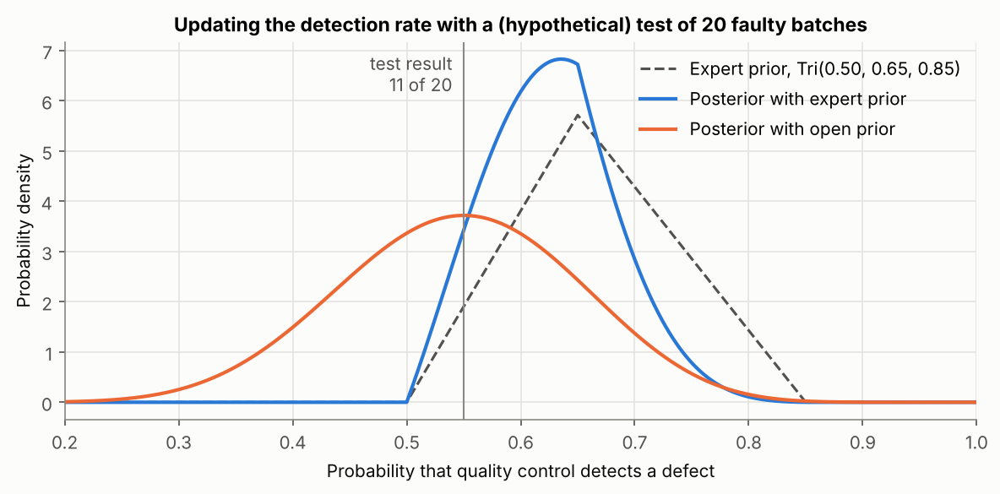 Updating the detection rate with a (hypothetical) test of 20 faulty batches
Probability density
7
6
5
4
3
2
1
0
test result
11 of 20
Expert prior, Tri(0.50, 0.65, 0.85)
Posterior with expert prior
Posterior with open prior
0.2 0.3 0.4 0.5 0.6 0.7 0.8 0.9 1.0
Probability that quality control detects a defect